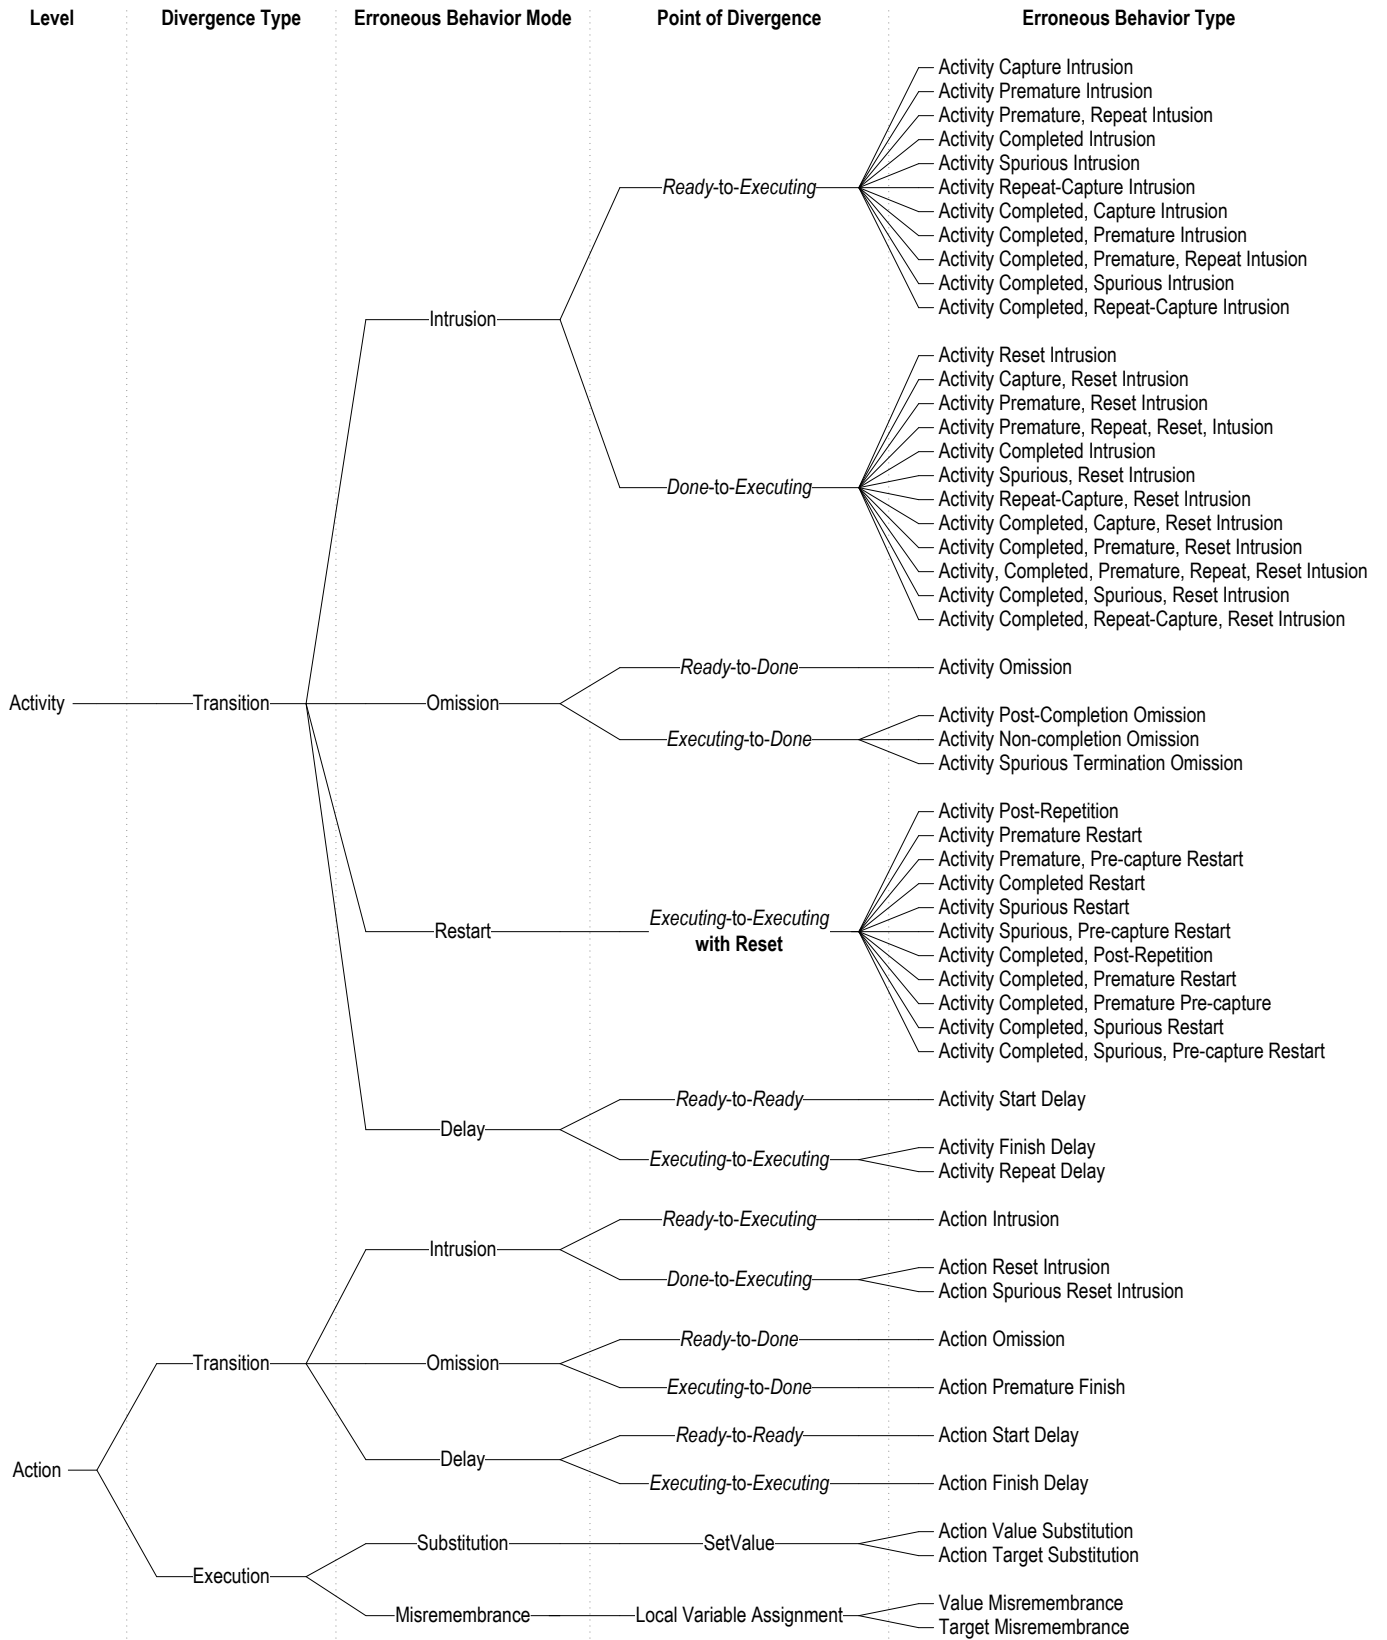 Level Divergence Type Erroneous Behavior Mode Point of Divergence Erroneous Behavior Type
Activity Capture Intrusion
Activity Premature Intrusion
Activity Premature, Repeat Intusion
Activity Completed Intrusion
Activity Spurious Intrusion
Ready-to-Executing Activity Repeat-Capture Intrusion
Activity Completed, Capture Intrusion
Activity Completed, Premature Intrusion
Activity Completed, Premature, Repeat Intusion
Activity Completed, Spurious Intrusion
Activity Completed, Repeat-Capture Intrusion
Intrusion
Activity Reset Intrusion
Activity Capture, Reset Intrusion
Activity Premature, Reset Intrusion
Activity Premature, Repeat, Reset, Intusion
Activity Completed Intrusion
Activity Spurious, Reset Intrusion
Done-to-Executing
Activity Repeat-Capture, Reset Intrusion
Activity Completed, Capture, Reset Intrusion
Activity Completed, Premature, Reset Intrusion
Activity, Completed, Premature, Repeat, Reset Intusion
Activity Completed, Spurious, Reset Intrusion
Activity Completed, Repeat-Capture, Reset Intrusion
Ready-to-Done Activity Omission
Activity Transition Omission
Activity Post-Completion Omission
Executing-to-Done Activity Non-completion Omission
Activity Spurious Termination Omission
Activity Post-Repetition
Activity Premature Restart
Activity Premature, Pre-capture Restart
Activity Completed Restart
Activity Spurious Restart
Executing-to-Executing
Restart Activity Spurious, Pre-capture Restart
with Reset
Activity Completed, Post-Repetition
Activity Completed, Premature Restart
Activity Completed, Premature Pre-capture
Activity Completed, Spurious Restart
Activity Completed, Spurious, Pre-capture Restart
Ready-to-Ready Activity Start Delay
Delay
Activity Finish Delay
Executing-to-Executing
Activity Repeat Delay
Ready-to-Executing Action Intrusion
Intrusion
Action Reset Intrusion
Done-to-Executing
Action Spurious Reset Intrusion
Ready-to-Done Action Omission
Transition Omission
Executing-to-Done Action Premature Finish
Ready-to-Ready Action Start Delay
Delay
Action
Executing-to-Executing Action Finish Delay
Action Value Substitution
Substitution SetValue
Action Target Substitution
Execution
Value Misremembrance
Misremembrance Local Variable Assignment
Target Misremembrance